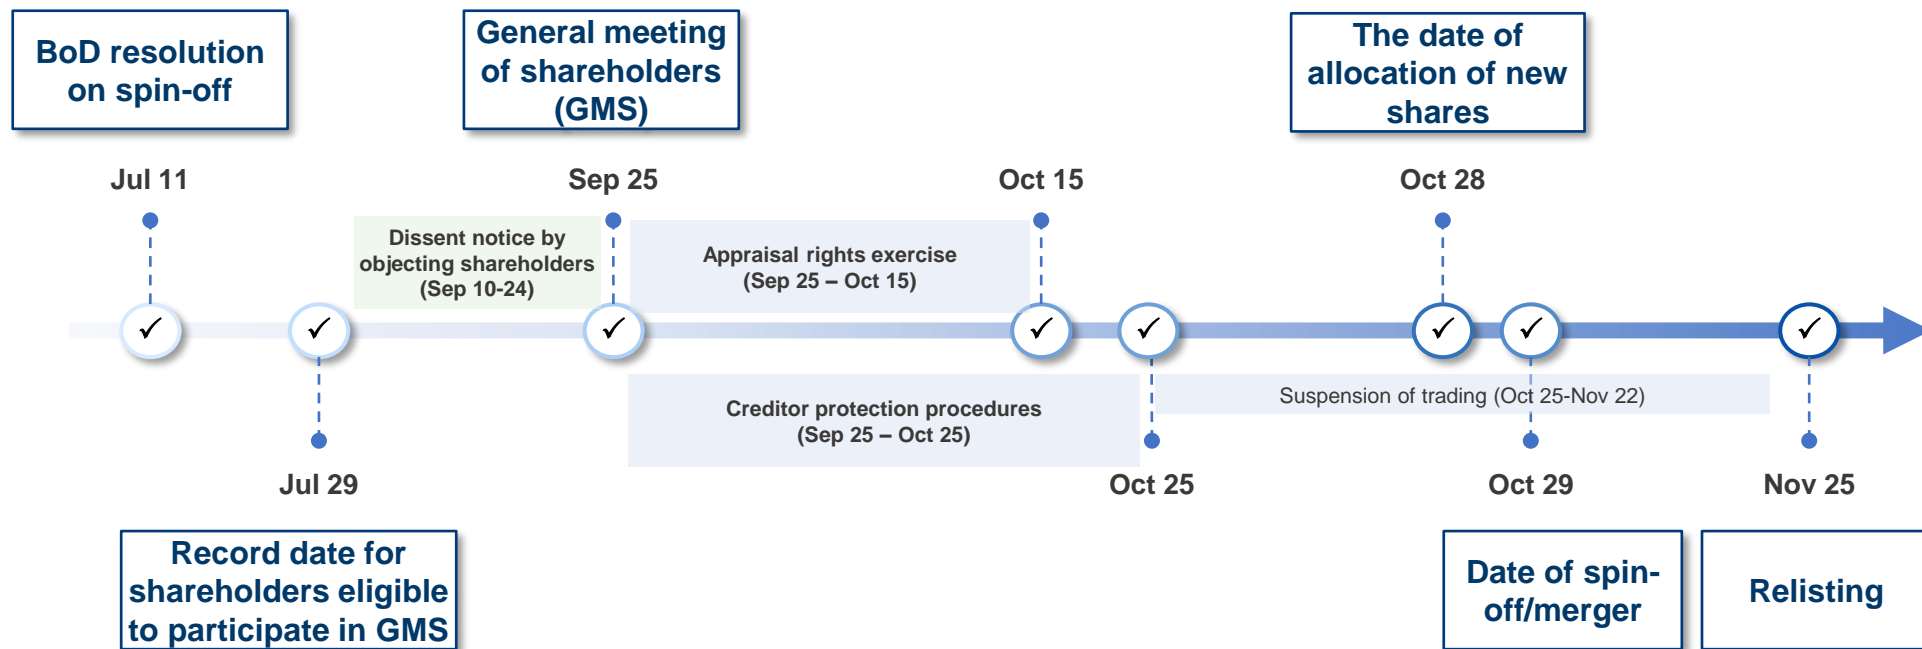 BoD resolution
on spin-off
General meeting
of shareholders
(GMS)
The date of
allocation of new
shares
Jul 11
Sep 25
Oct 15
Oct 28
Dissent notice by
objecting shareholders
(Sep 10-24)
Appraisal rights exercise
(Sep 25 – Oct 15)
Creditor protection procedures
(Sep 25 – Oct 25)
Suspension of trading (Oct 25-Nov 22)
Jul 29
Oct 25
Oct 29
Nov 25
Record date for
shareholders eligible
to participate in GMS
Date of spin-
off/merger
Relisting